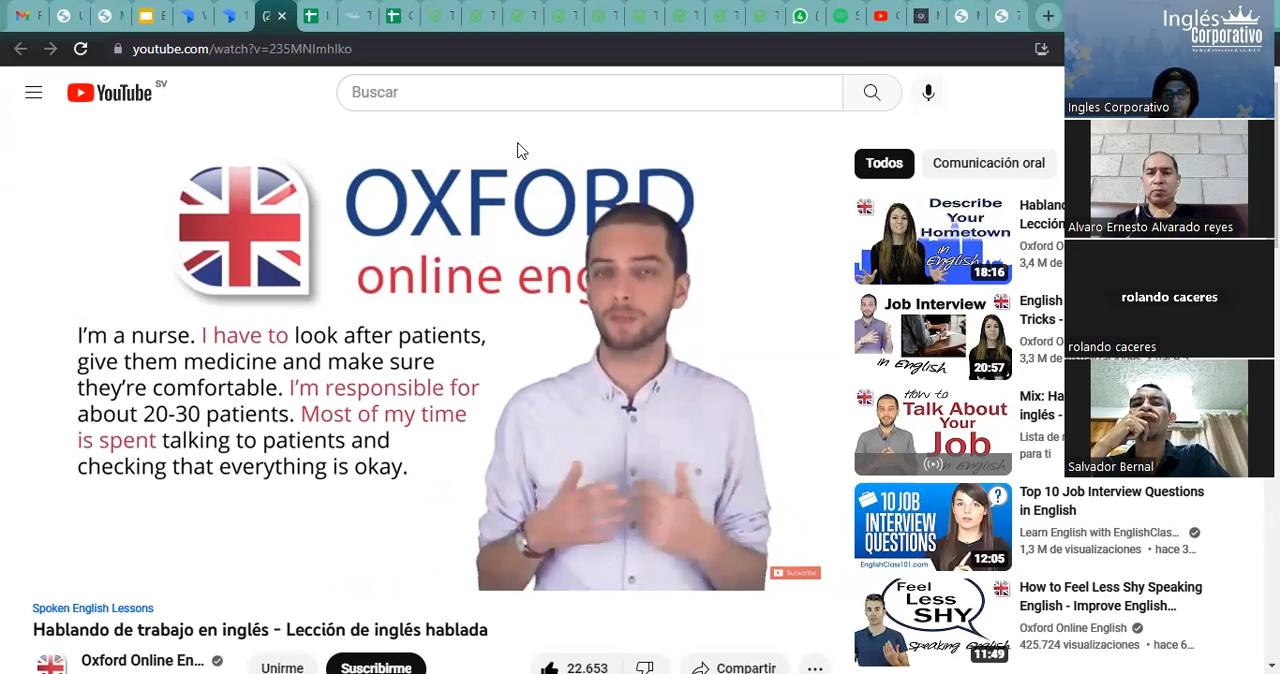 youtube.com/watch?v=235MNImhlko
YouTube SV
Buscar
OXFORD
online eng
I'm a nurse. I have to look after patients,
give them medicine and make sure
they're comfortable. I'm responsible for
about 20-30 patients. Most of my time
is spent talking to patients and
checking that everything is okay.
Subscribe
Spoken English Lessons
Hablando de trabajo en inglés - Lección de inglés hablada
Oxford Online En...
Unirme
Suscribirme
22.653
Compartir
Todos
Comunicación oral
Describe
Your
Hometown
in English
18:16
Lección
Oxford O
3,4 M de
Job Interview
in English
20:57
English
Tricks -
Oxford O
3,3 M de
How to
Talk About
Your
Job
in English
Mix: Ha
inglés -
Lista de
para ti
10 JOB
INTERVIEW
QUESTIONS
EnglishClass101.com
12:05
Top 10 Job Interview Questions
in English
Learn English with EnglishClass...
1,3 M de visualizaciones • hace 3...
Feel
Less
SHY
Speaking English
11:49
How to Feel Less Shy Speaking
English - Improve English...
Oxford Online English
425.724 visualizaciones • hace 6...
Inglés
Corporativo
Ingles Corporativo
Alvaro Ernesto Alvarado reyes
rolando caceres
rolando caceres
Salvador Bernal